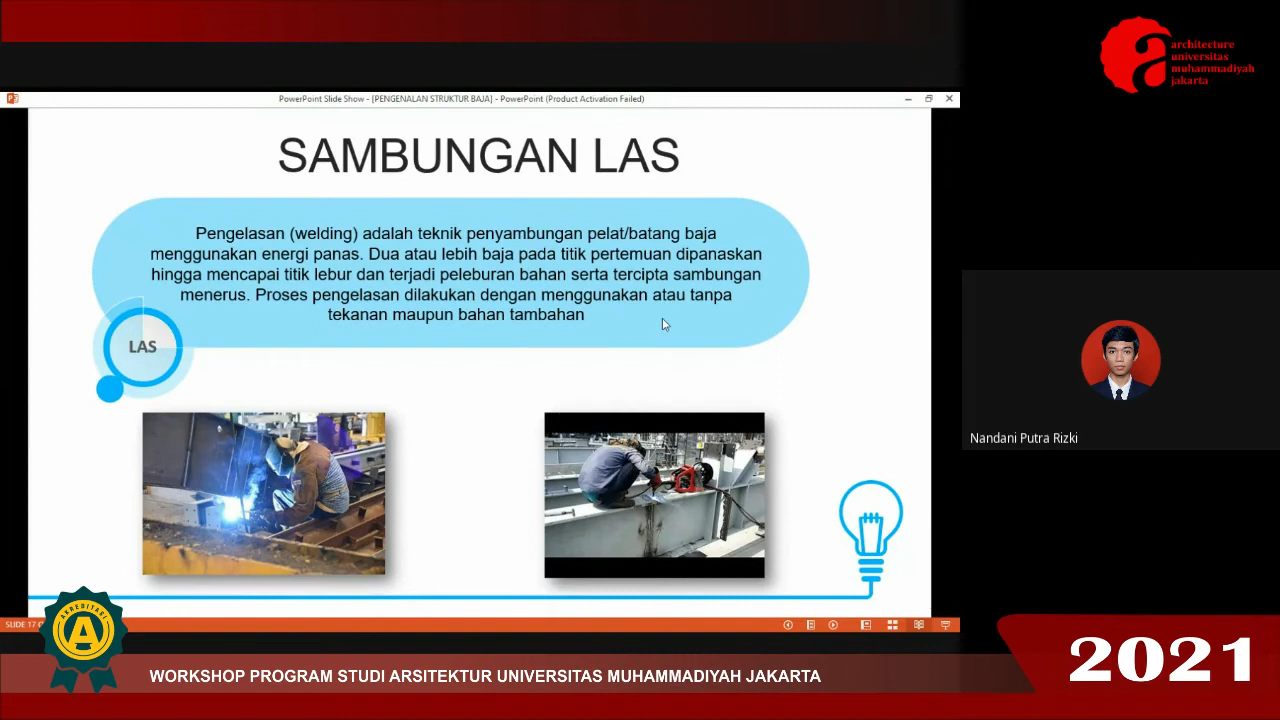 architecture
universitas
muhammadiyah
jakarta
PowerPoint Slide Show - [PENGENALAN STRUKTUR BAJA] - PowerPoint (Product Activation Failed)
SAMBUNGAN LAS
Pengelasan (welding) adalah teknik penyambungan pelat/batang baja
menggunakan energi panas. Dua atau lebih baja pada titik pertemuan dipanaskan
hingga mencapai titik lebur dan terjadi peleburan bahan serta tercipta sambungan
menerus. Proses pengelasan dilakukan dengan menggunakan atau tanpa
tekanan maupun bahan tambahan
LAS
Nandani Putra Rizki
SLIDE 17
AKREDITASI
A
WORKSHOP PROGRAM STUDI ARSITEKTUR UNIVERSITAS MUHAMMADIYAH JAKARTA
2021